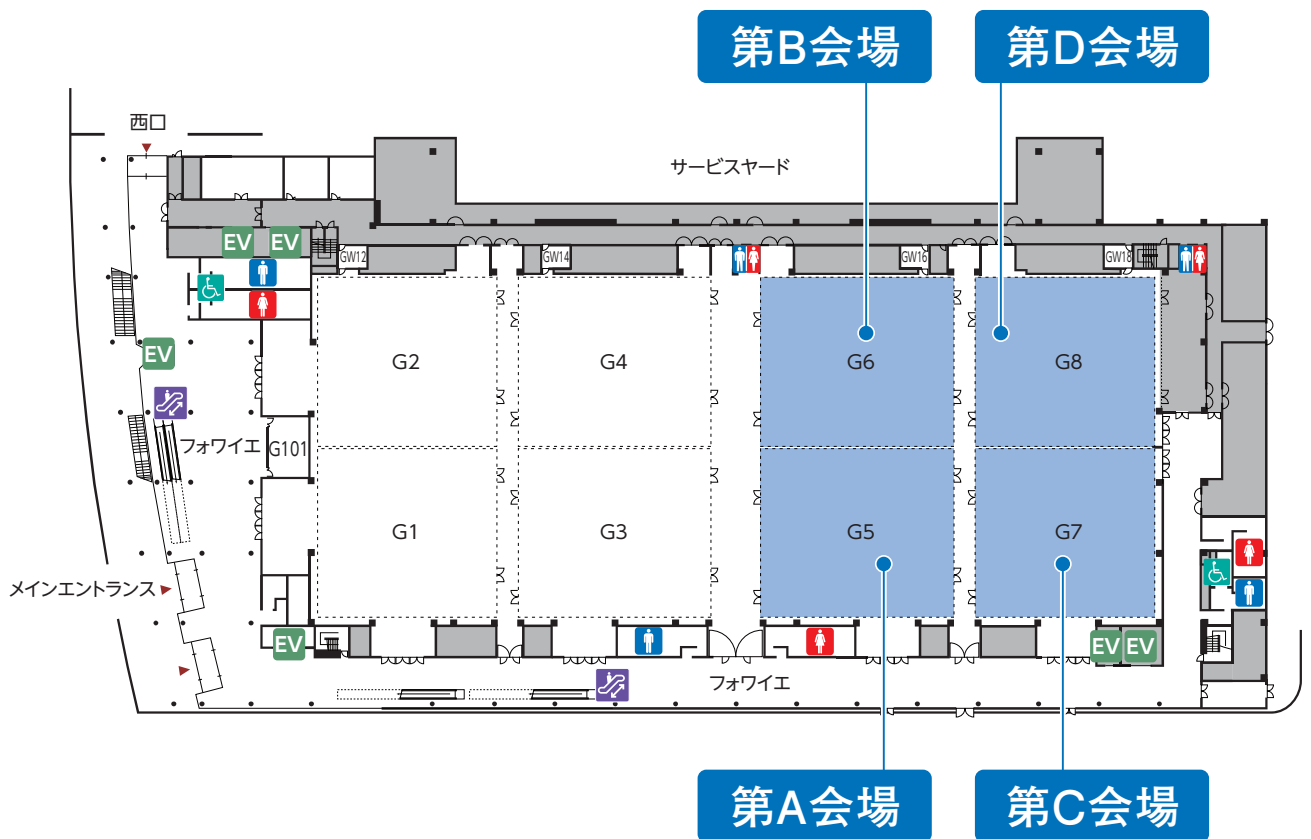 第B会場
第D会場
西口
サービスヤード
EV
EV
GW12
GW14
GW16
GW18
EV
G2
G4
G6
G8
フォワイエ
G101
G1
G3
G5
G7
メインエントランス
EV
EV
EV
フォワイエ
第A会場
第C会場